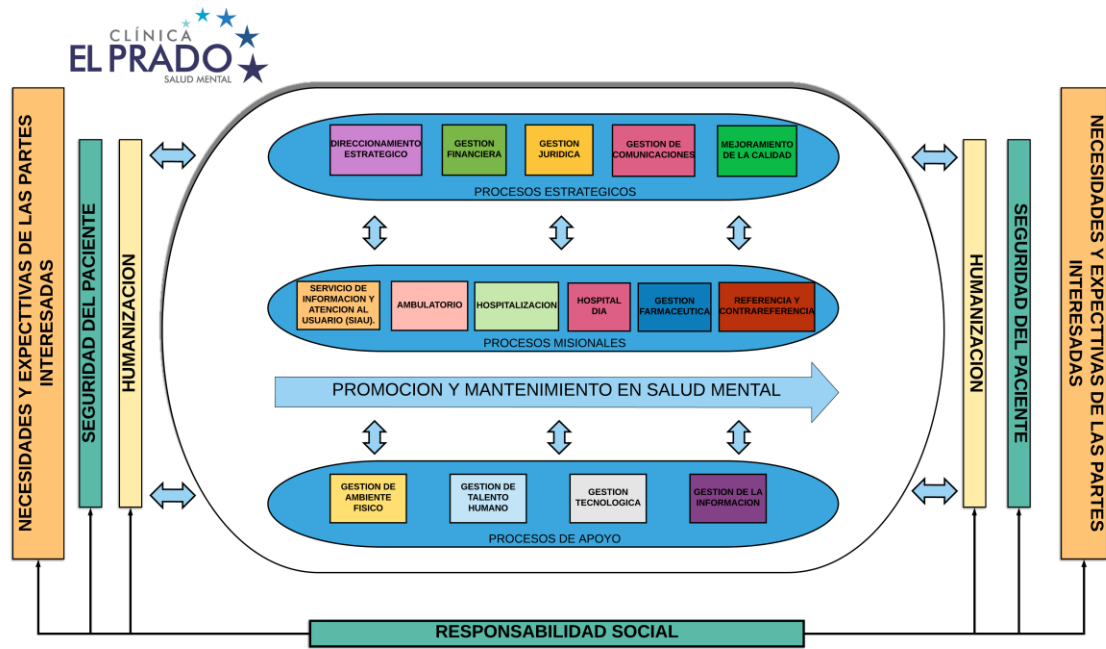 CLÍNICA
EL PRADO
SALUD MENTAL
NECESIDADES Y EXPECTTIVAS DE LAS PARTES
INTERESADAS
SEGURIDAD DEL PACIENTE
HUMANIZACION
DIRECCIONAMIENTO
ESTRATEGICO
GESTION
FINANCIERA
GESTION
JURIDICA
GESTION DE
COMUNICACIONES
MEJORAMIENTO
DE LA CALIDAD
PROCESOS ESTRATEGICOS
SERVICIO DE
INFORMACION Y
ATENCION AL
USUARIO (SIAU).
AMBULATORIO
HOSPITALIZACION
HOSPITAL
DIA
GESTION
FARMACEUTICA
REFERENCIA Y
CONTRAREFERENCIA
PROCESOS MISIONALES
PROMOCION Y MANTENIMIENTO EN SALUD MENTAL
GESTION DE
AMBIENTE
FISICO
GESTION DE
TALENTO
HUMANO
GESTION
TECNOLOGICA
GESTION DE LA
INFORMACION
PROCESOS DE APOYO
HUMANIZACION
SEGURIDAD DEL PACIENTE
NECESIDADES Y EXPECTTIVAS DE LAS PARTES
INTERESADAS
RESPONSABILIDAD SOCIAL